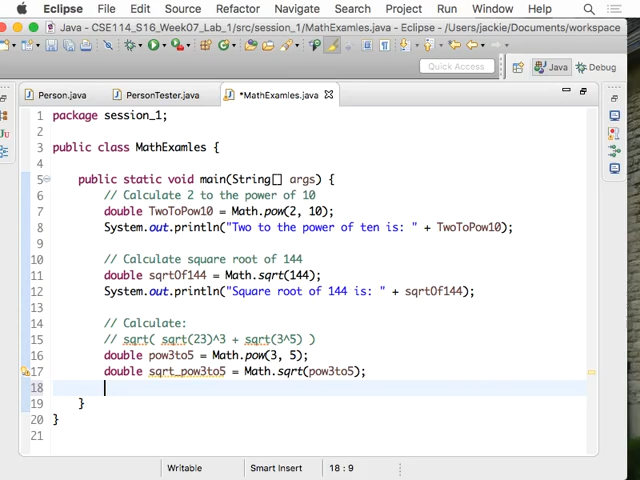 Eclipse File Edit Source Refactor Navigate Search Project Run Window Help
Java - CSE114_S16_Week07_Lab_1/src/session_1/MathExamles.java - Eclipse - /Users/jackie/Documents/workspace
Quick Access Java Debug
Person.java PersonTester.java *MathExamles.java
1 package session_1;
2
3 public class MathExamles {
4
5 public static void main(String[] args) {
6 // Calculate 2 to the power of 10
7 double TwoToPow10 = Math.pow(2, 10);
8 System.out.println("Two to the power of ten is: " + TwoToPow10);
9
10 // Calculate square root of 144
11 double sqrtOf144 = Math.sqrt(144);
12 System.out.println("Square root of 144 is: " + sqrtOf144);
13
14 // Calculate:
15 // sqrt( sqrt(23)^3 + sqrt(3^5) )
16 double pow3to5 = Math.pow(3, 5);
17 double sqrt_pow3to5 = Math.sqrt(pow3to5);
18
19 }
20 }
21
Writable Smart Insert 18 : 9